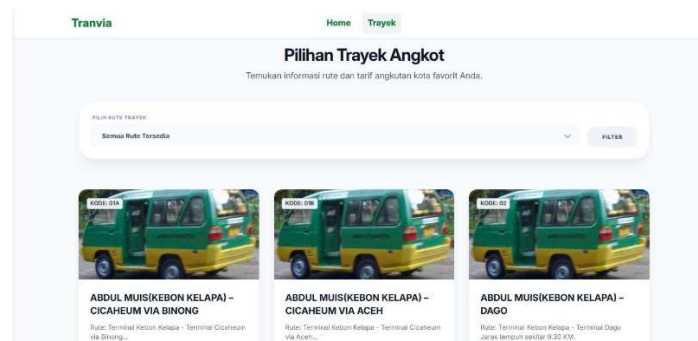 Tranvia
Home Trayek
Pilihan Trayek Angkot
Temukan informasi rute dan tarif angkutan kota favorit Anda.
PILIH RUTE TRAYEK
Semua Rute Tersedia
FILTER
KODE: 01A
KODE: 01B
KODE: 02
ABDUL MUIS(KEBON KELAPA) –
CICAHEUM VIA BINONG
Rute: Terminal Kebon Kelapa - Terminal Cicaheum
via Binong...
ABDUL MUIS(KEBON KELAPA) –
CICAHEUM VIA ACEH
Rute: Terminal Kebon Kelapa - Terminal Cicaheum
via Aceh...
ABDUL MUIS(KEBON KELAPA) –
DAGO
Rute: Terminal Kebon Kelapa - Terminal Dago
Jarak tempuh sekitar 9.30 KM.